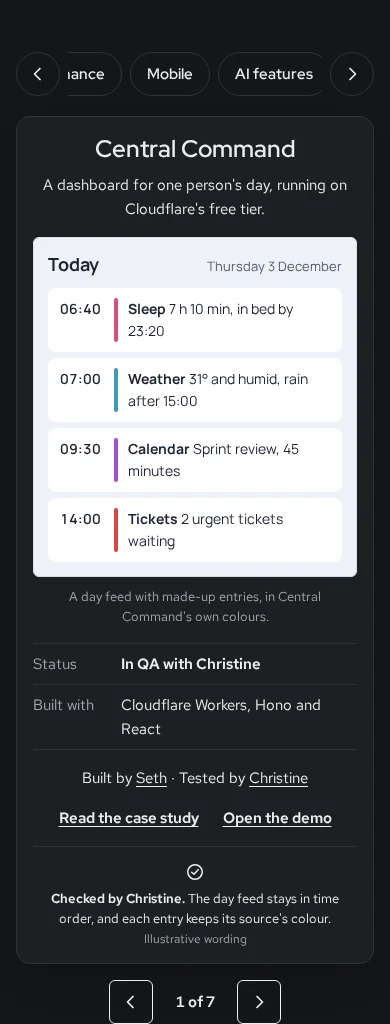 Mobile
AI features
Central Command
A dashboard for one person's day, running on
Cloudflare's free tier.
Today
Thursday 3 December
06:40 Sleep 7 h 10 min, in bed by
23:20
07:00 Weather 31° and humid, rain
after 15:00
09:30 Calendar Sprint review, 45
minutes
14:00 Tickets 2 urgent tickets
waiting
A day feed with made-up entries, in Central
Command's own colours.
Status In QA with Christine
Built with Cloudflare Workers, Hono and
React
Built by Seth · Tested by Christine
Read the case study Open the demo
Checked by Christine. The day feed stays in time
order, and each entry keeps its source's colour.
Illustrative wording
1 of 7